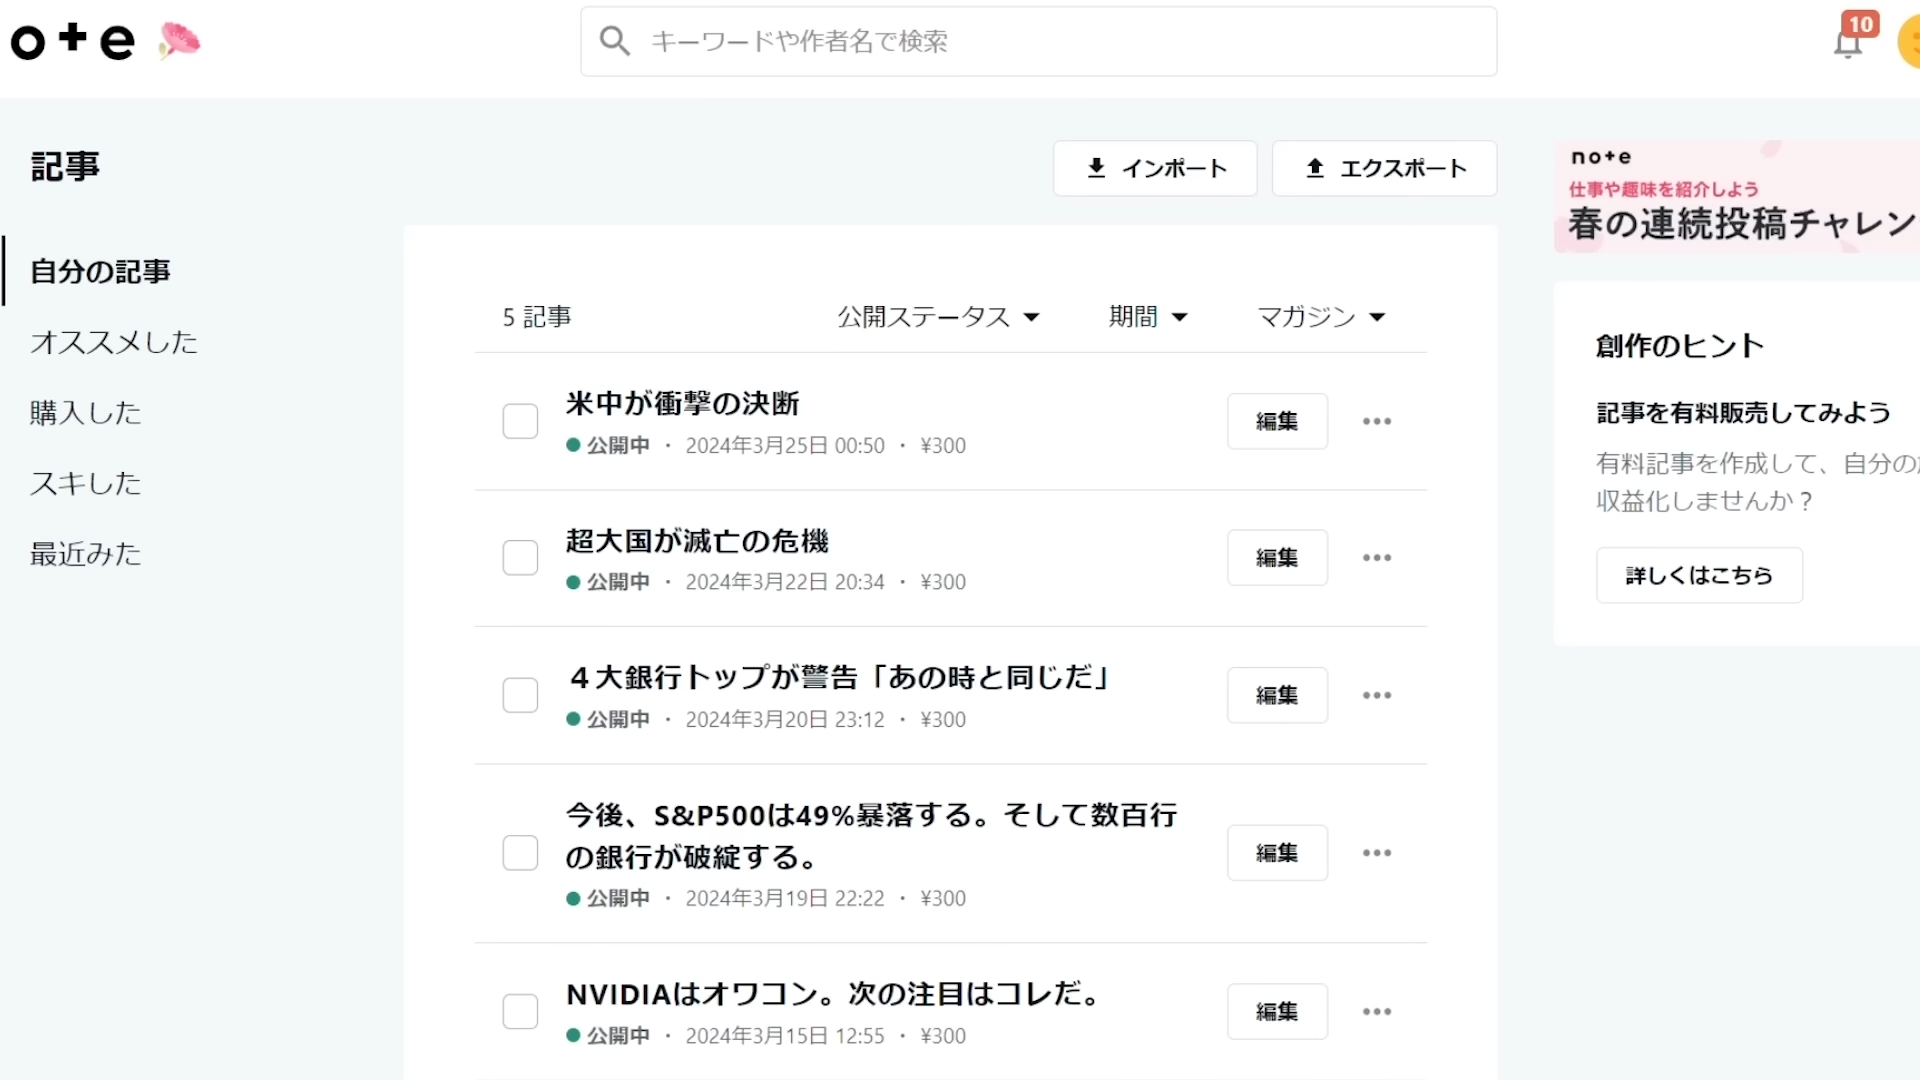 ote
キーワードや作者名で検索
10
記事
インポート
エクスポート
note
仕事や趣味を紹介しよう
春の連続投稿チャレン
自分の記事
オススメした
購入した
スキした
最近みた
5 記事
公開ステータス
期間
マガジン
米中が衝撃の決断
公開中 ・ 2024年3月25日 00:50 ・ ¥300
編集
超大国が滅亡の危機
公開中 ・ 2024年3月22日 20:34 ・ ¥300
編集
４大銀行トップが警告「あの時と同じだ」
公開中 ・ 2024年3月20日 23:12 ・ ¥300
編集
今後、S&P500は49%暴落する。そして数百行
の銀行が破綻する。
公開中 ・ 2024年3月19日 22:22 ・ ¥300
編集
NVIDIAはオワコン。次の注目はコレだ。
公開中 ・ 2024年3月15日 12:55 ・ ¥300
編集
創作のヒント
記事を有料販売してみよう
有料記事を作成して、自分の
収益化しませんか？
詳しくはこちら